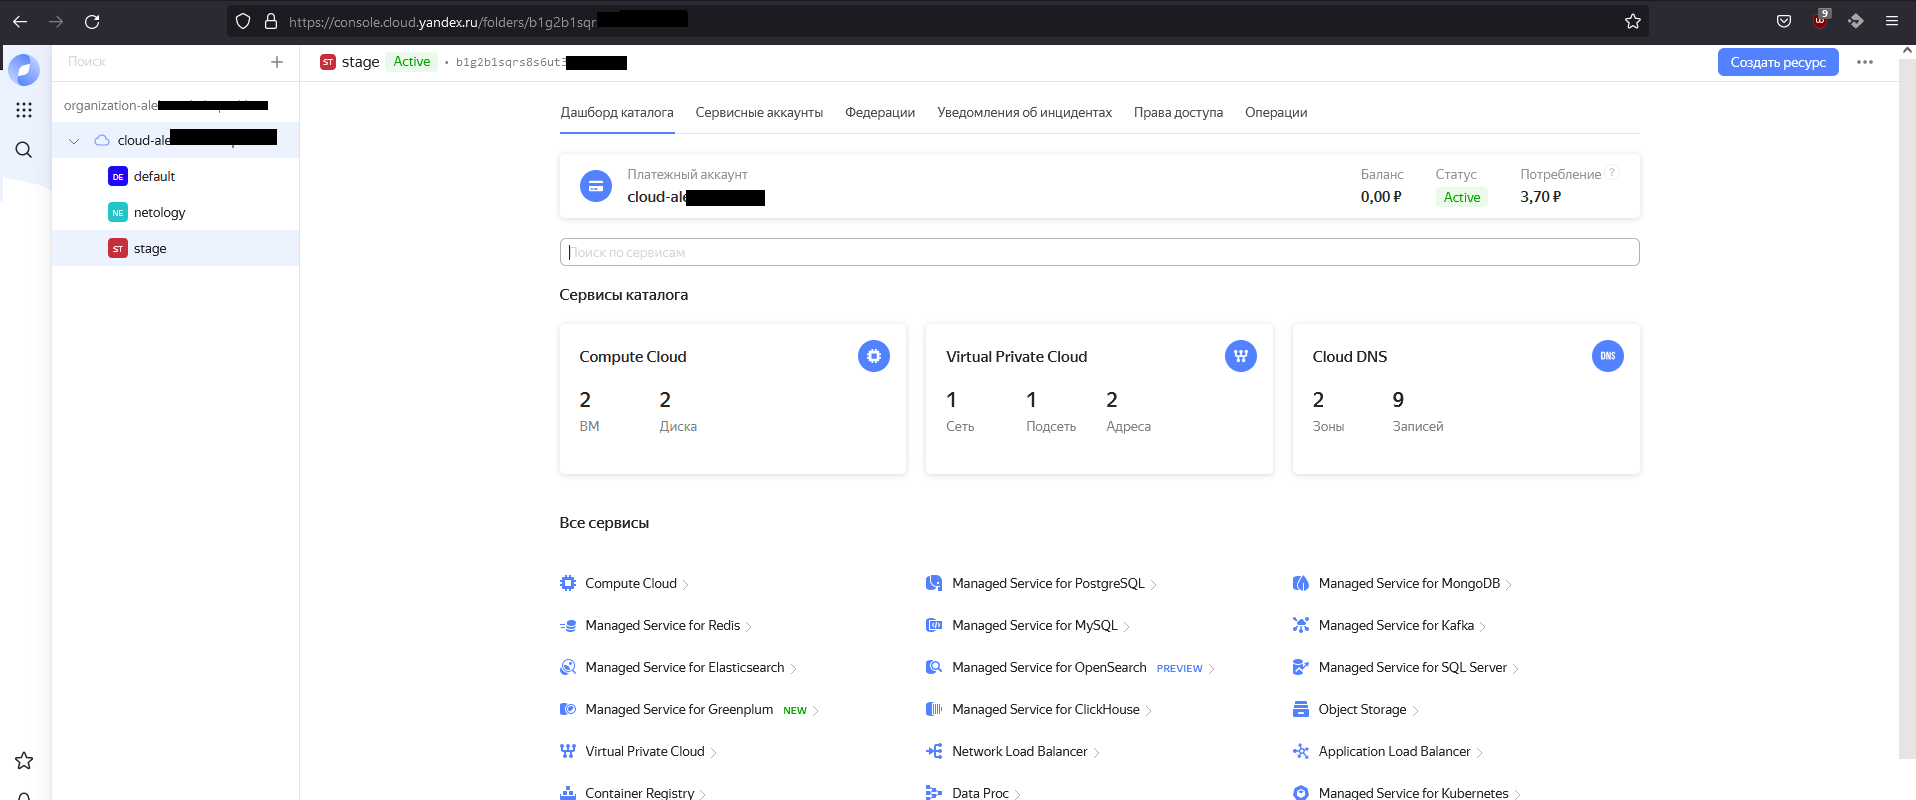 https://console.cloud.yandex.ru/folders/b1g2b1sqr
9
Поиск
organization-ale
cloud-ale
DE default
NE netology
ST stage
ST stage Active • b1g2b1sqrs8s6ut3
Создать ресурс
Дашборд каталога Сервисные аккаунты Федерации Уведомления об инцидентах Права доступа Операции
Платежный аккаунт
cloud-ale
Баланс
0,00 ₽
Статус
Active
Потребление ?
3,70 ₽
Поиск по сервисам
Сервисы каталога
Compute Cloud
2 2
ВМ Диска
Virtual Private Cloud
1 1 2
Сеть Подсеть Адреса
Cloud DNS
DNS
2 9
Зоны Записей
Все сервисы
Compute Cloud Managed Service for PostgreSQL Managed Service for MongoDB
Managed Service for Redis Managed Service for MySQL Managed Service for Kafka
Managed Service for Elasticsearch Managed Service for OpenSearch PREVIEW Managed Service for SQL Server
Managed Service for Greenplum NEW Managed Service for ClickHouse Object Storage
Virtual Private Cloud Network Load Balancer Application Load Balancer
Container Registry Data Proc Managed Service for Kubernetes